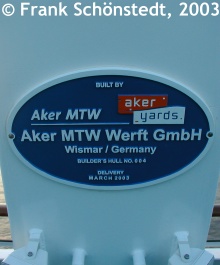 © Frank Schönstedt, 2003
BUILT BY
Aker MTW
aker
yards.
Aker MTW Werft GmbH
Wismar / Germany
BUILDER'S HULL NO. 004
DELIVERY
MARCH 2003